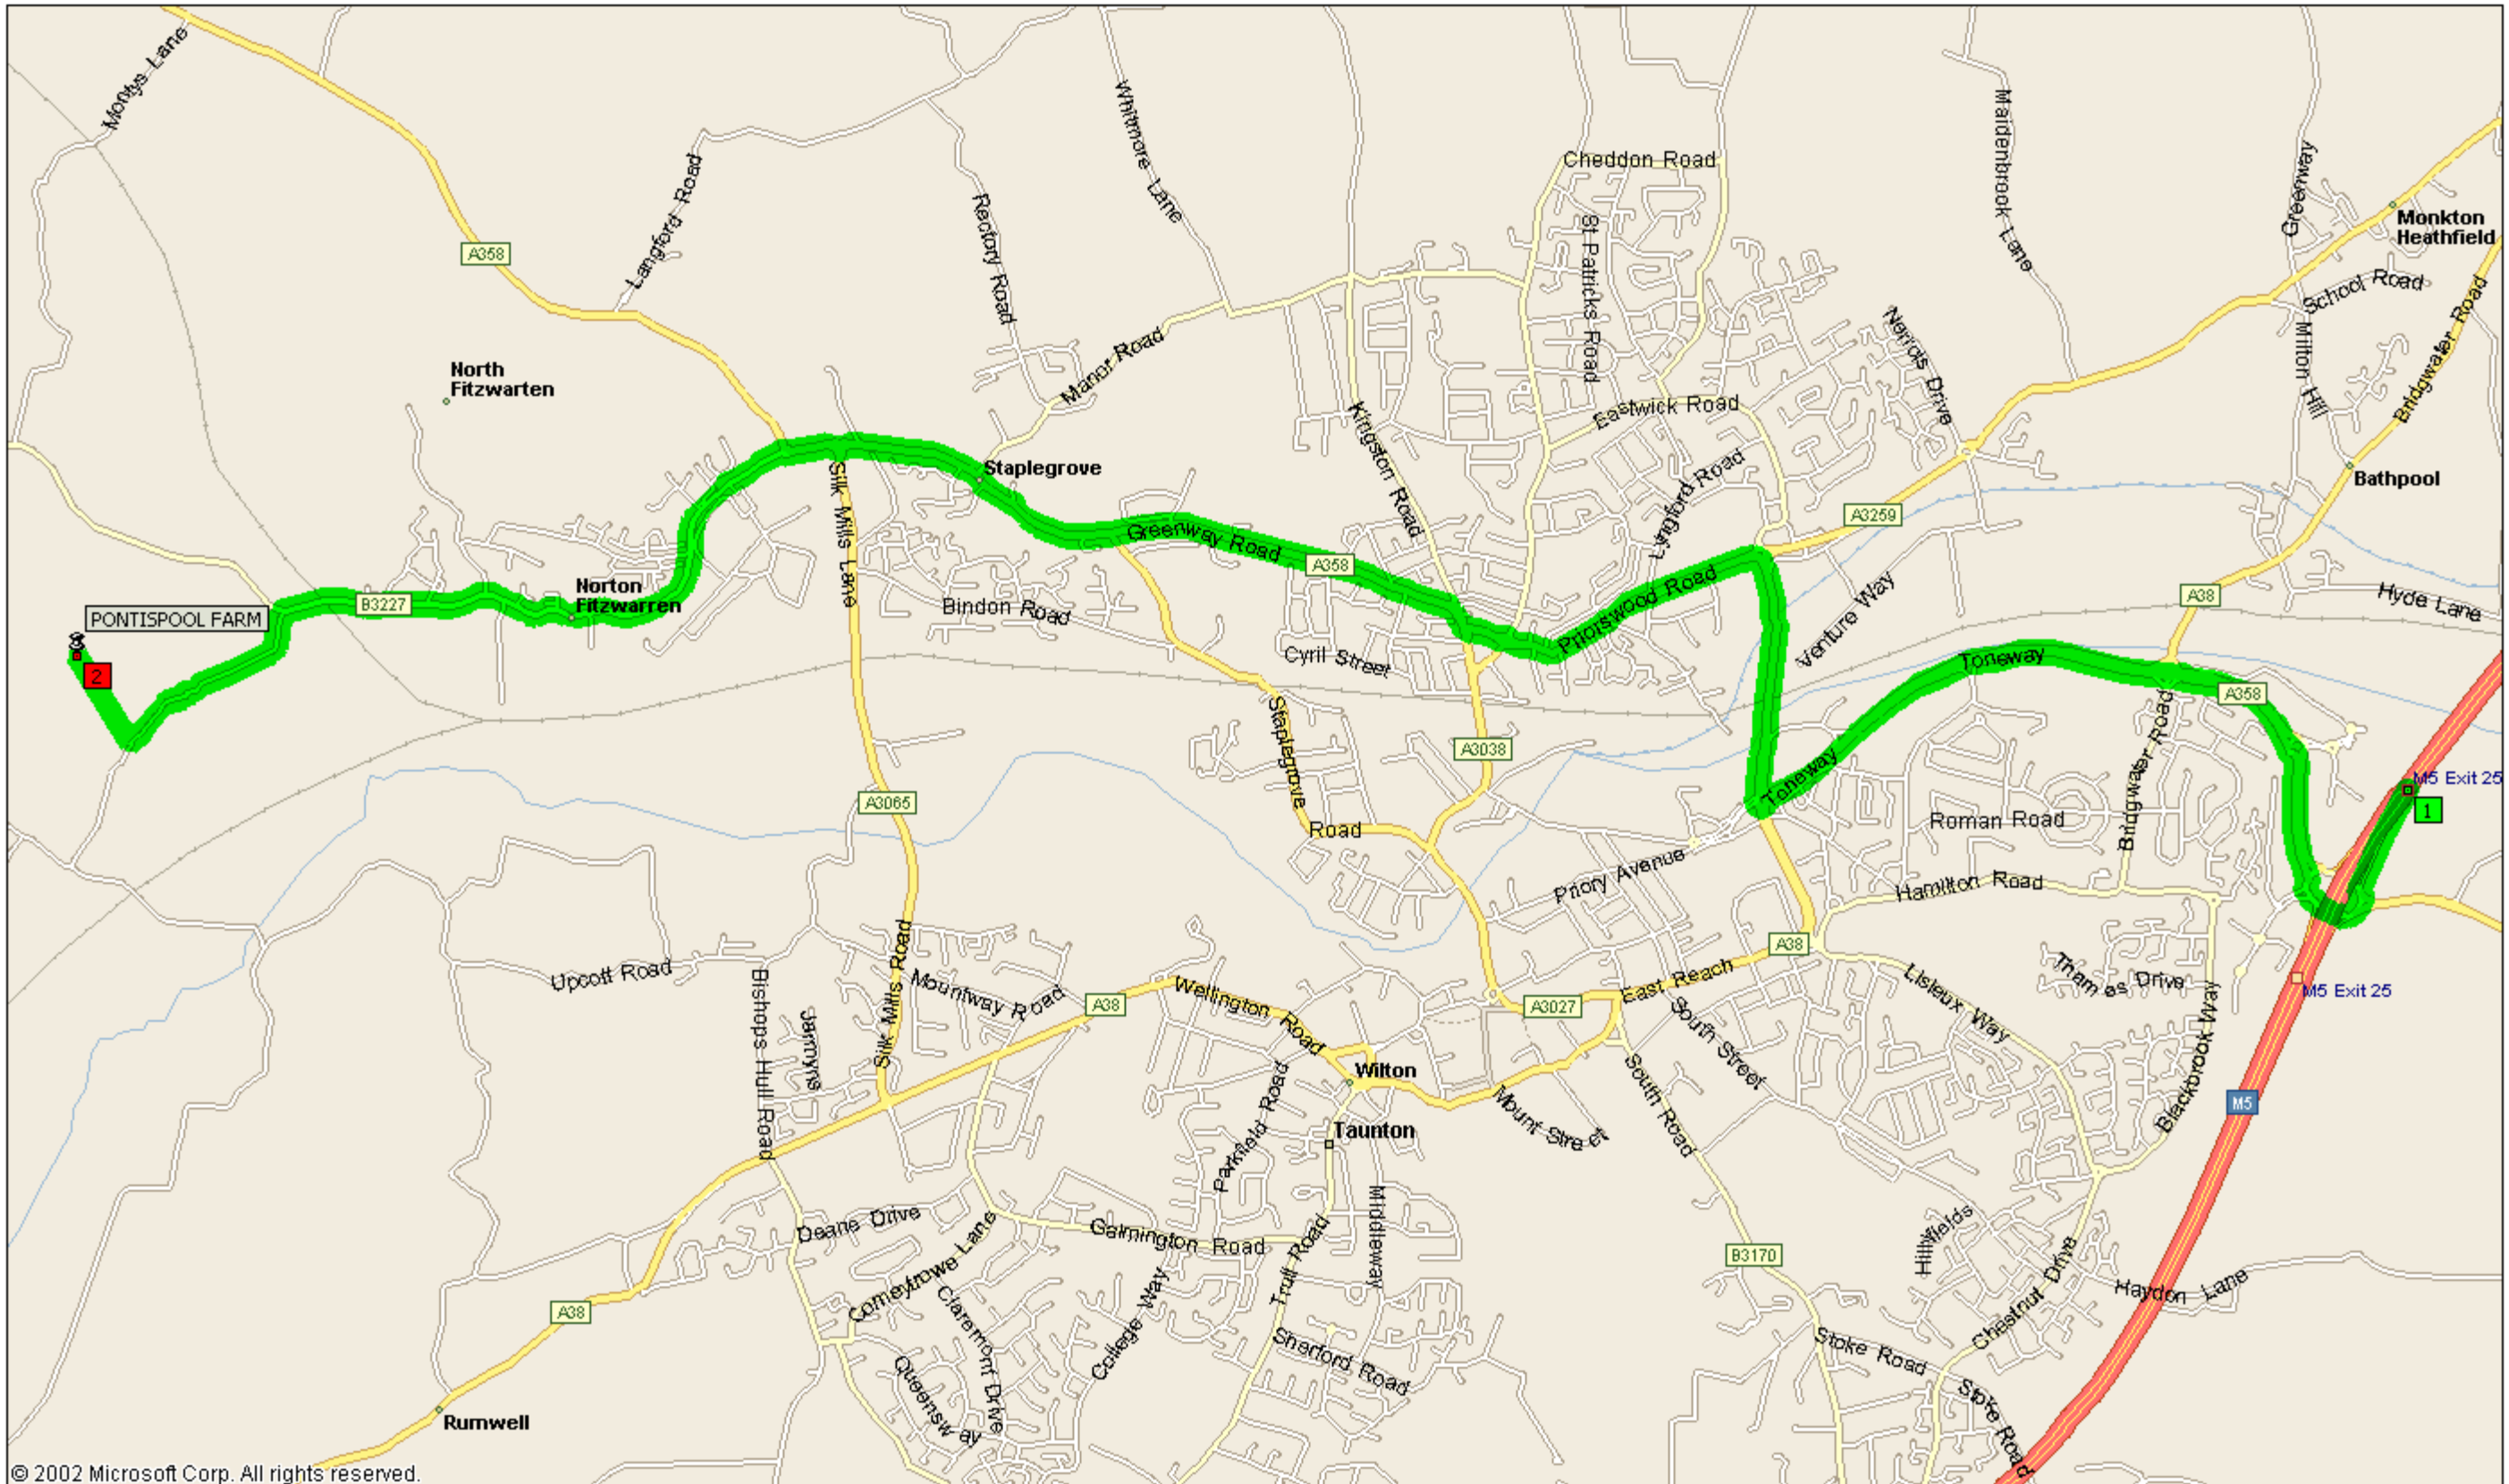 Montys Lane
Whitmore Lane
Maidenbrook Lane
Cheddon Road
Greenway
Langford Road
Rectory Road
St Patricks Road
Monkton
Heathfield
A358
School Road
Manor Road
Nerrols Drive
Milton Hill
Bridgwater Road
North
Fitzwarten
Eastwick Road
Kingston Road
Staplegrove
Silk Mills Lane
Lyngford Road
Bathpool
Greenway Road
A3259
A358
Priorswood Road
Venture Way
A38
Hyde Lane
Norton
Fitzwarren
B3227
Bindon Road
PONTISPOOL FARM
2
Cyril Street
Toneway
A358
Staplegrove
Road
A3038
Toneway
Bridgwater Road
M5 Exit 25
1
A3065
Roman Road
Priory Avenue
Hamilton Road
Upcott Road
Bishops Hull Road
Jarmyns
Silk Mills Road
Mountway Road
A38
Wellington Road
A3027
East Reach
A38
Lisieux Way
Thames Drive
Blackbrook Way
M5 Exit 25
South Street
South Road
Wilton
Mount Street
Taunton
Parkfield Road
M5
Deane Drive
Comeytrowe Lane
Galmington Road
Trull Road
Middleway
B3170
Hillyfields
Haydon Lane
Chestnut Drive
A38
Claremont Drive
College Way
Sherford Road
Stoke Road
Queensway
Stoke Road
Rumwell
© 2002 Microsoft Corp. All rights reserved.